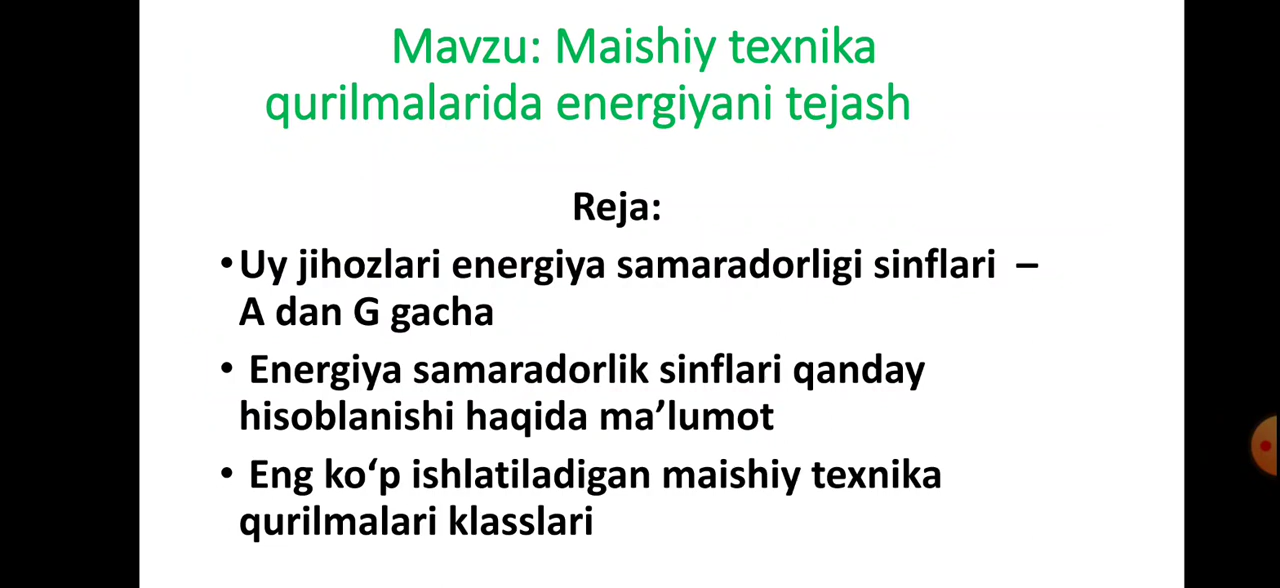 Mavzu: Maishiy texnika
qurilmalarida energiyani tejash
Reja:
•Uy jihozlari energiya samaradorligi sinflari –
A dan G gacha
• Energiya samaradorlik sinflari qanday
hisoblanishi haqida ma’lumot
• Eng ko‘p ishlatiladigan maishiy texnika
qurilmalari klasslari